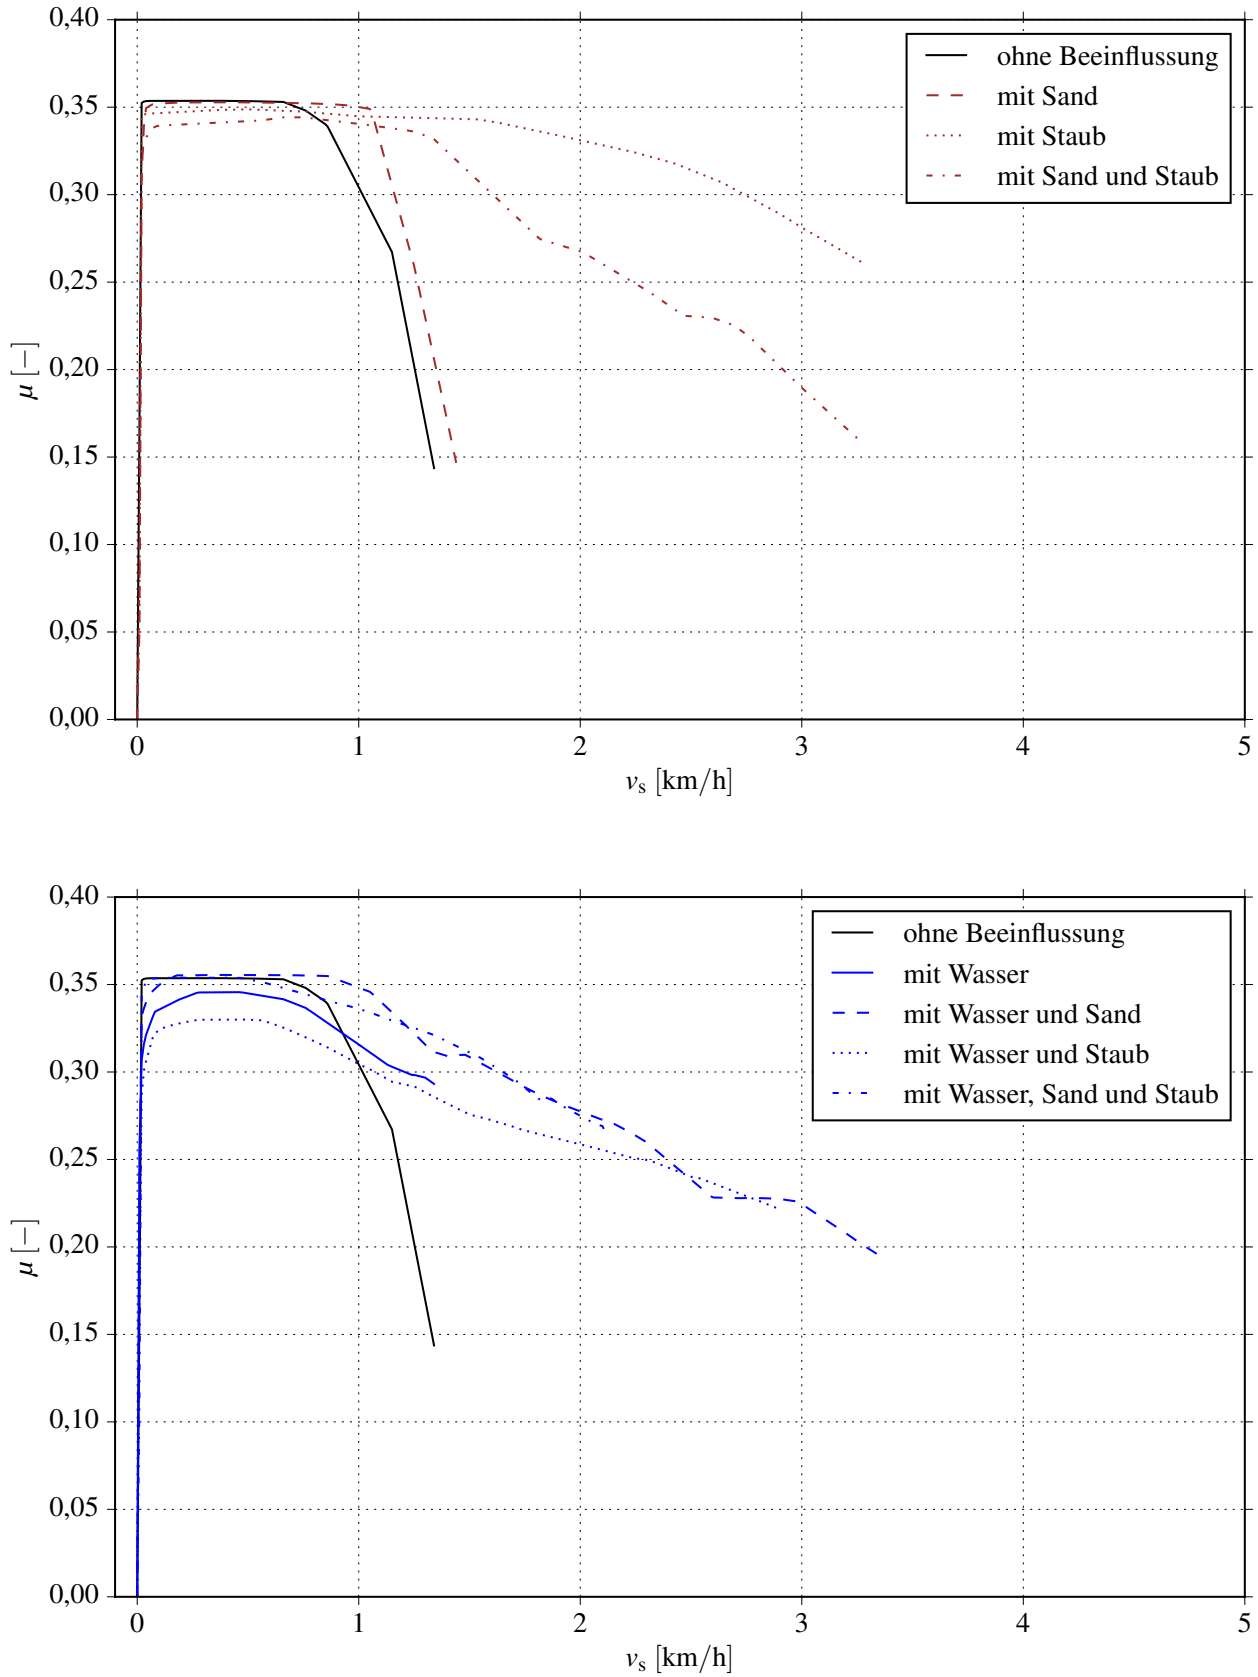 0,40
0,35
0,30
0,25
0,20
0,15
0,10
0,05
0,00
μ [−]
0 1 2 3 4 5
v_s [km/h]
ohne Beeinflussung
mit Sand
mit Staub
mit Sand und Staub
0,40
0,35
0,30
0,25
0,20
0,15
0,10
0,05
0,00
μ [−]
0 1 2 3 4 5
v_s [km/h]
ohne Beeinflussung
mit Wasser
mit Wasser und Sand
mit Wasser und Staub
mit Wasser, Sand und Staub